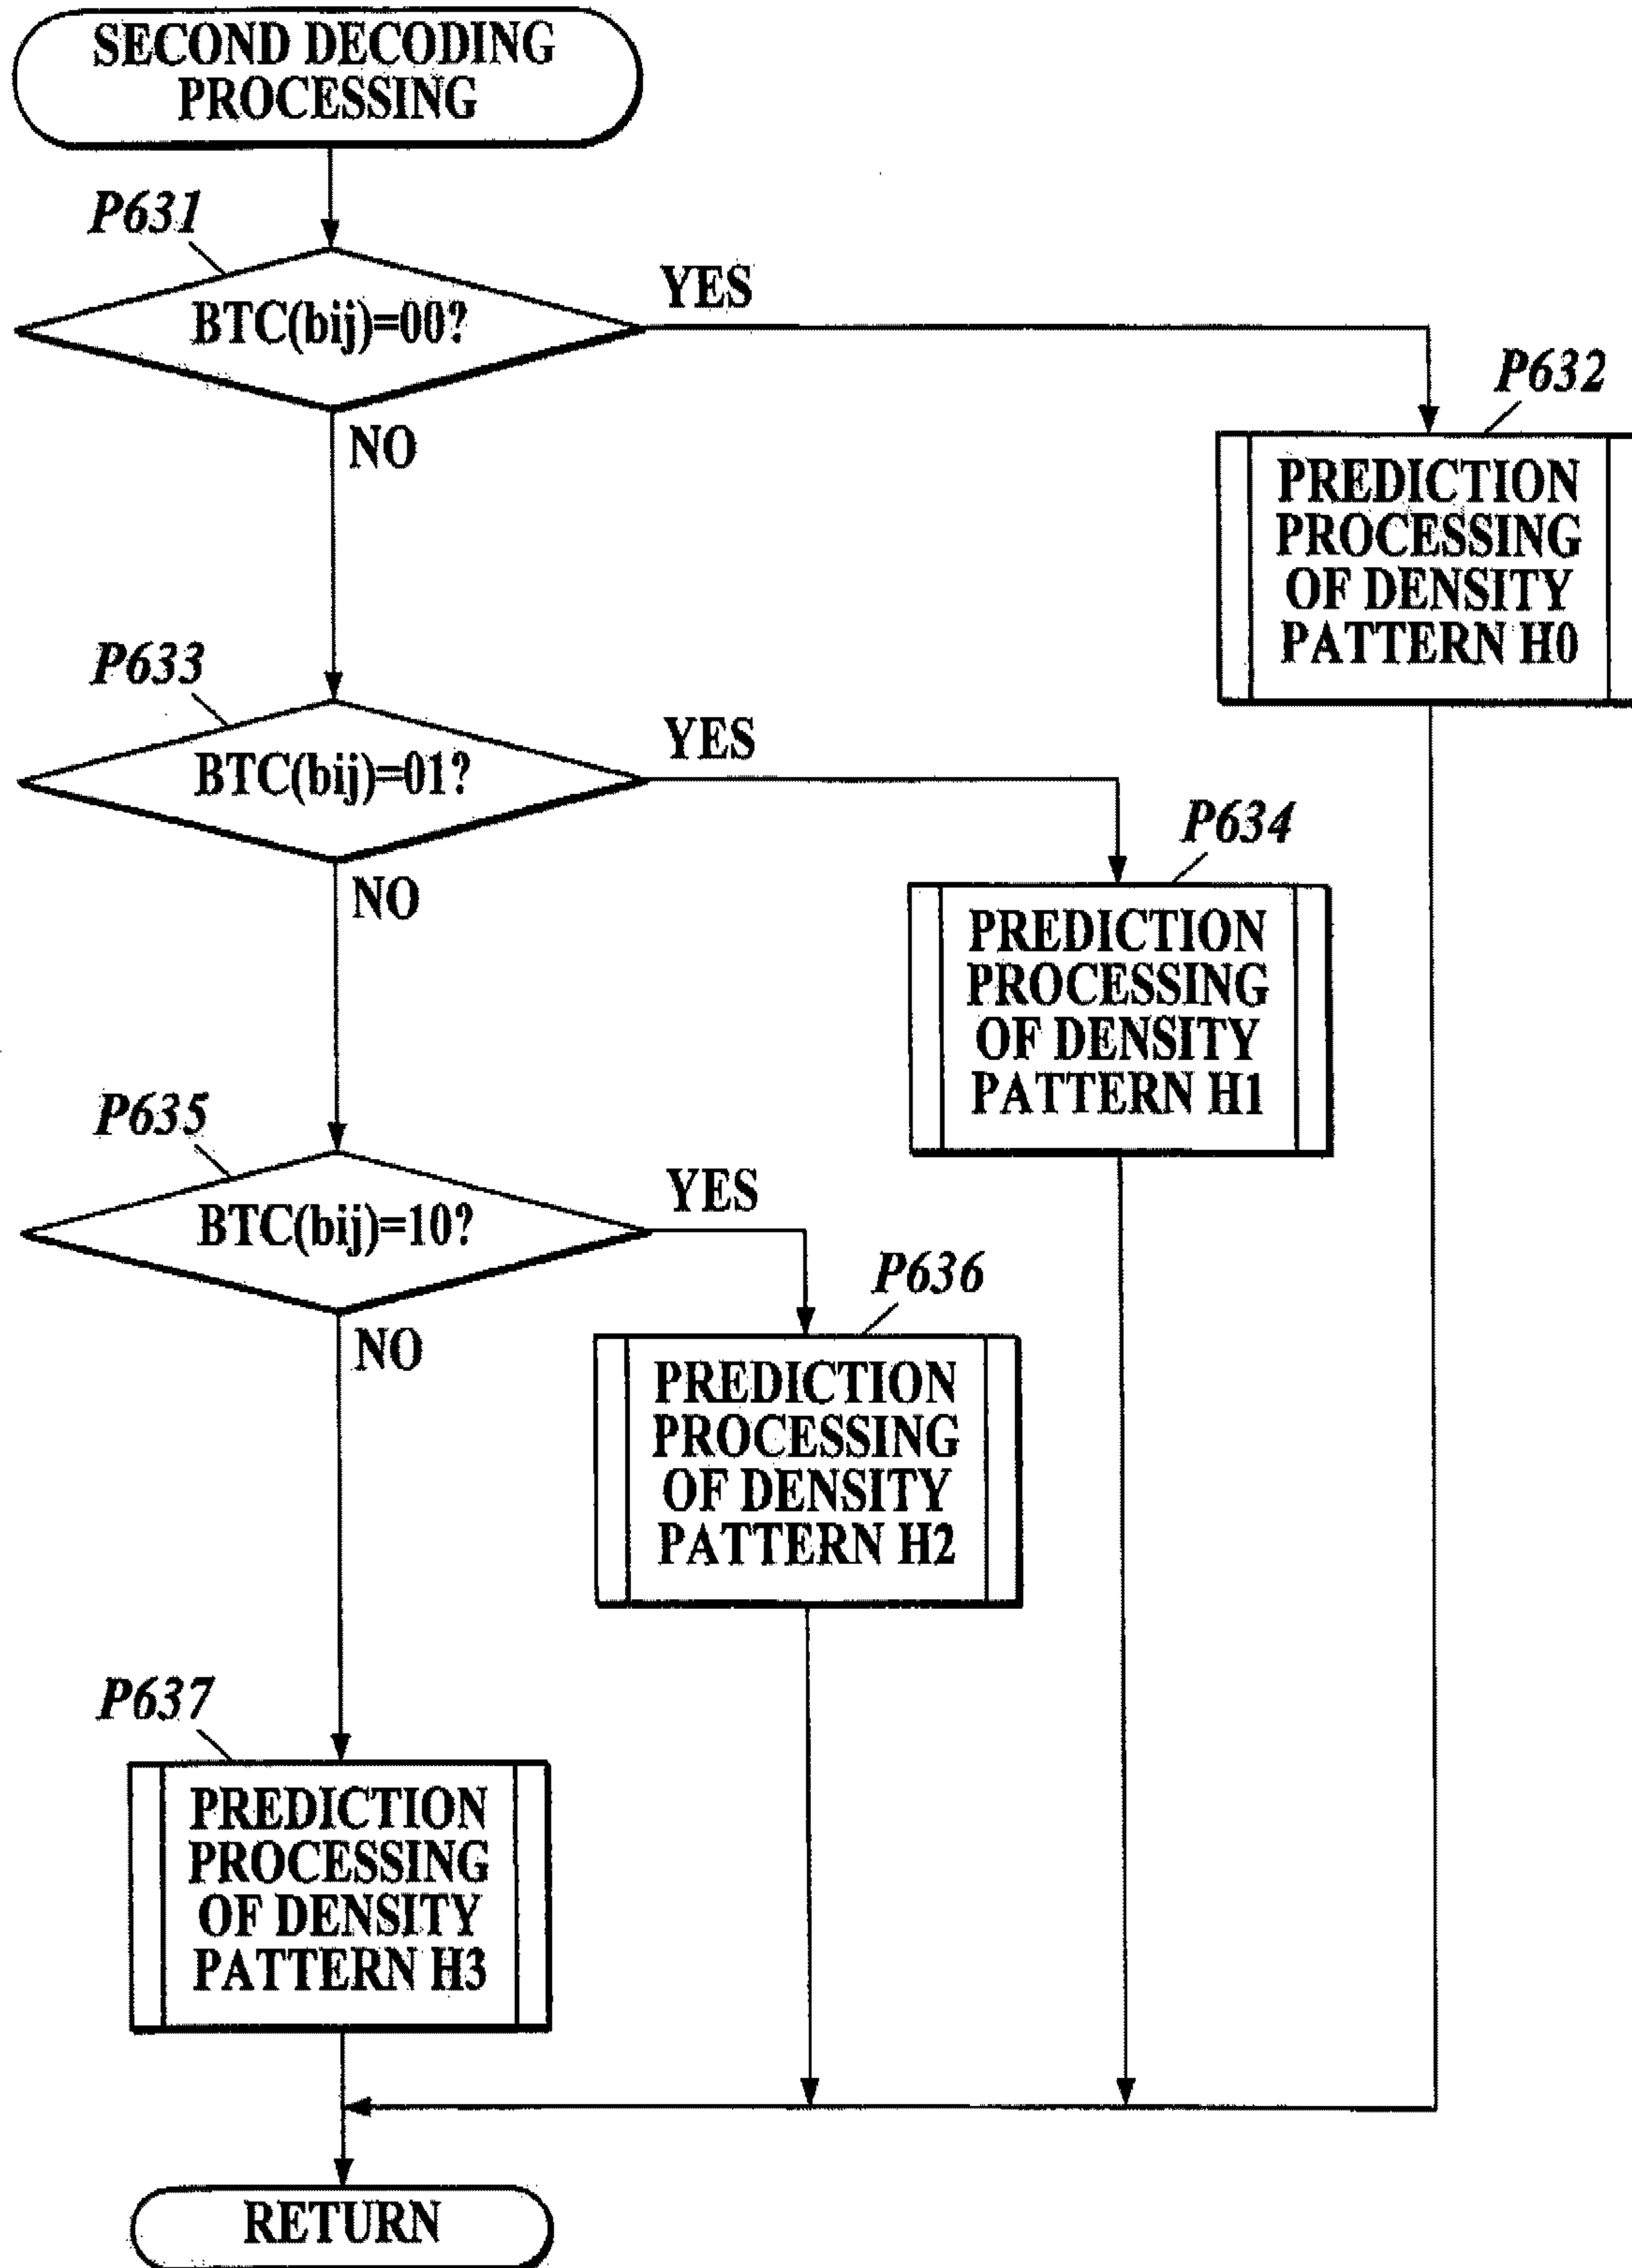 SECOND DECODING
PROCESSING
P631
BTC(bij)=00?
YES
NO
P632
PREDICTION
PROCESSING
OF DENSITY
PATTERN H0
P633
BTC(bij)=01?
YES
NO
P634
PREDICTION
PROCESSING
OF DENSITY
PATTERN H1
P635
BTC(bij)=10?
YES
NO
P636
PREDICTION
PROCESSING
OF DENSITY
PATTERN H2
P637
PREDICTION
PROCESSING
OF DENSITY
PATTERN H3
RETURN